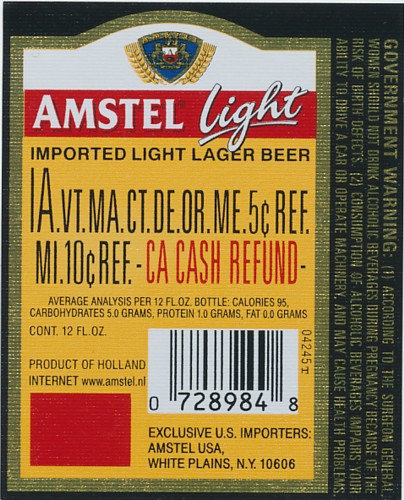 AMSTEL Light
IMPORTED LIGHT LAGER BEER
IA.VT.MA.CT.DE.OR.ME.5¢ REF.
MI.10¢REF.-CA CASH REFUND-
AVERAGE ANALYSIS PER 12 FL.OZ. BOTTLE: CALORIES 95,
CARBOHYDRATES 5.0 GRAMS, PROTEIN 1.0 GRAMS, FAT 0.0 GRAMS
CONT. 12 FL.OZ.
PRODUCT OF HOLLAND
INTERNET www.amstel.nl
04245 H
0 728984 8
EXCLUSIVE U.S. IMPORTERS:
AMSTEL USA,
WHITE PLAINS, N.Y. 10606
GOVERNMENT WARNING: (1) ACCORDING TO THE SURGEON GENERAL,
WOMEN SHOULD NOT DRINK ALCOHOLIC BEVERAGES DURING PREGNANCY BECAUSE OF THE
RISK OF BIRTH DEFECTS. (2) CONSUMPTION OF ALCOHOLIC BEVERAGES IMPAIRS YOUR
ABILITY TO DRIVE A CAR OR OPERATE MACHINERY, AND MAY CAUSE HEALTH PROBLEMS.